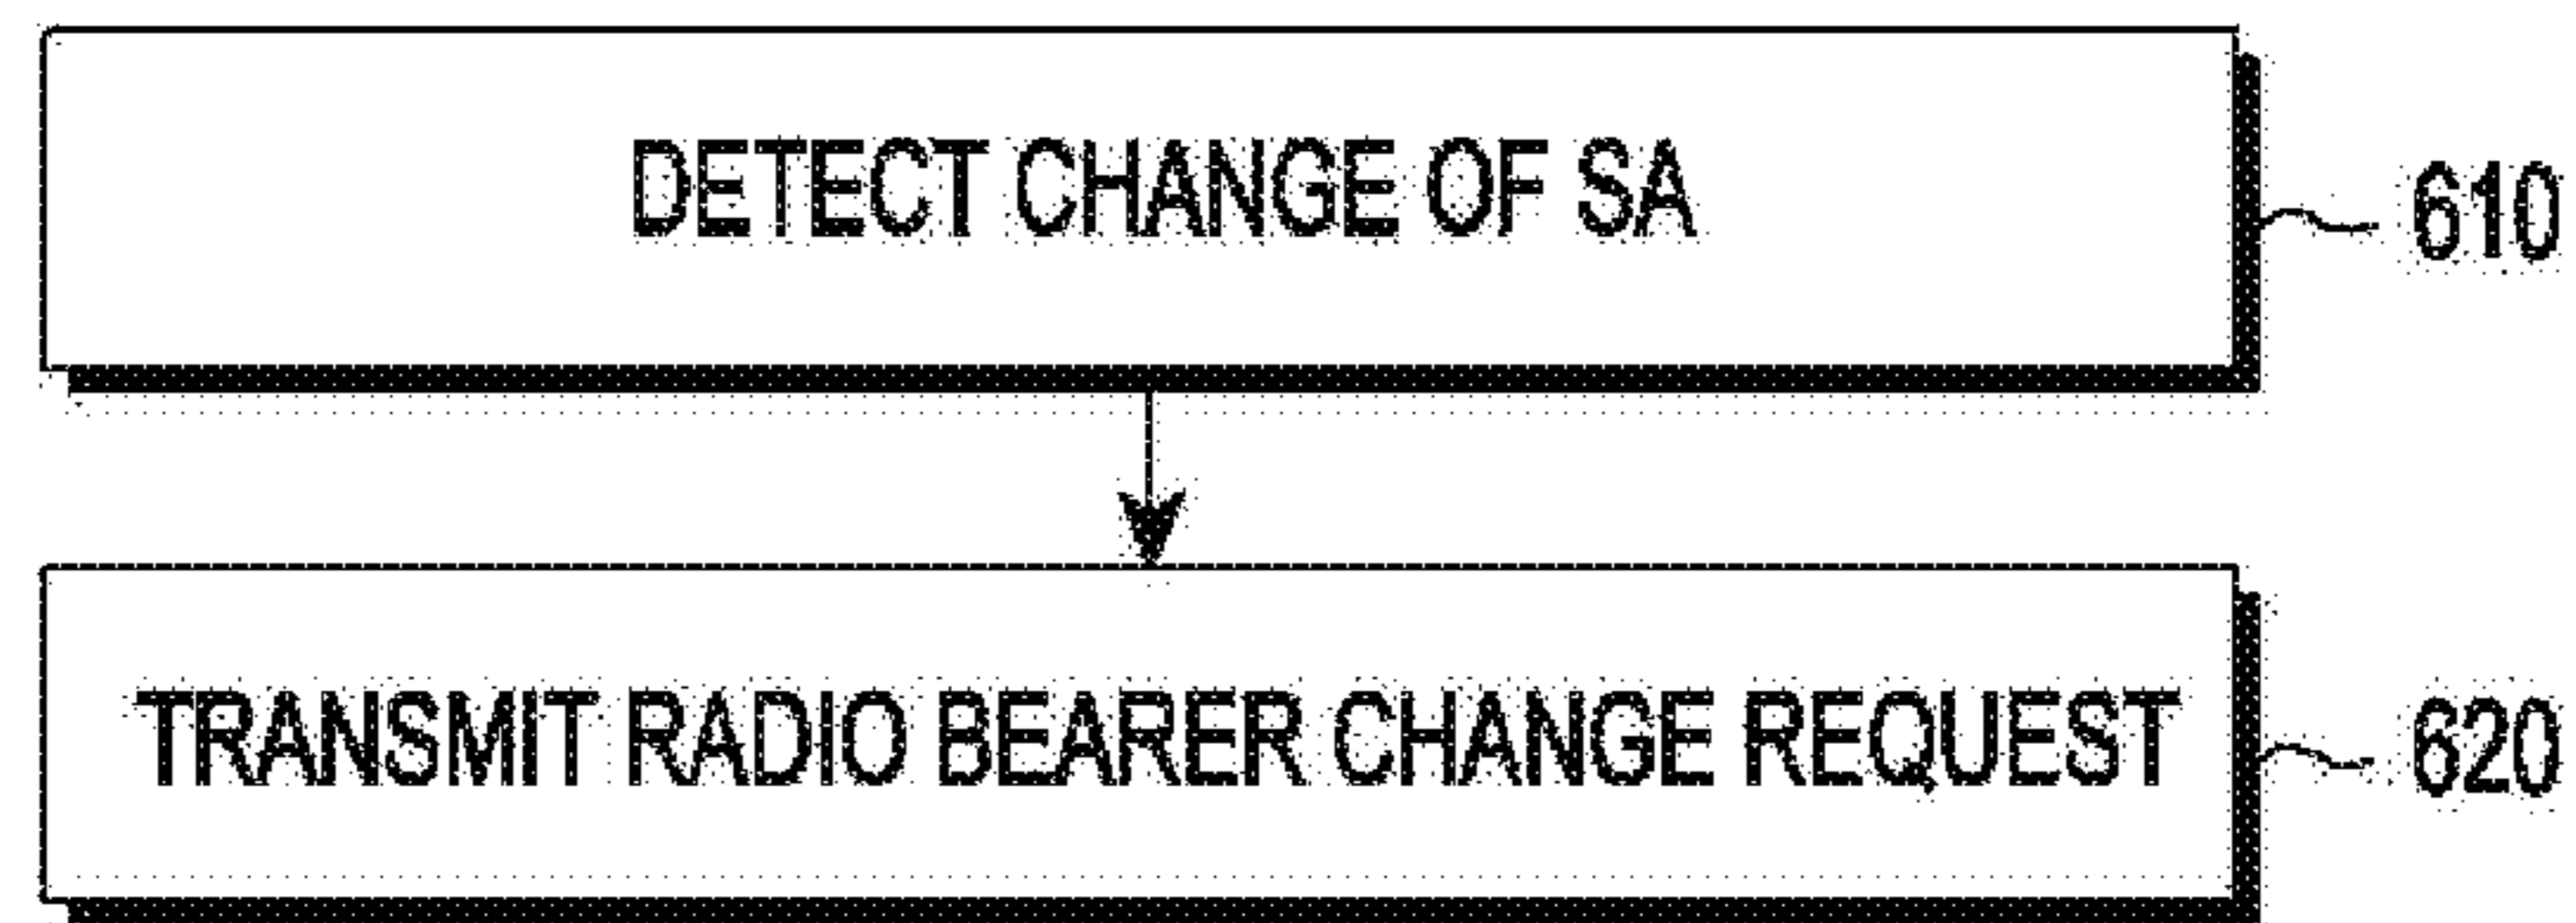 DETECT CHANGE OF SA
610
TRANSMIT RADIO BEARER CHANGE REQUEST
620